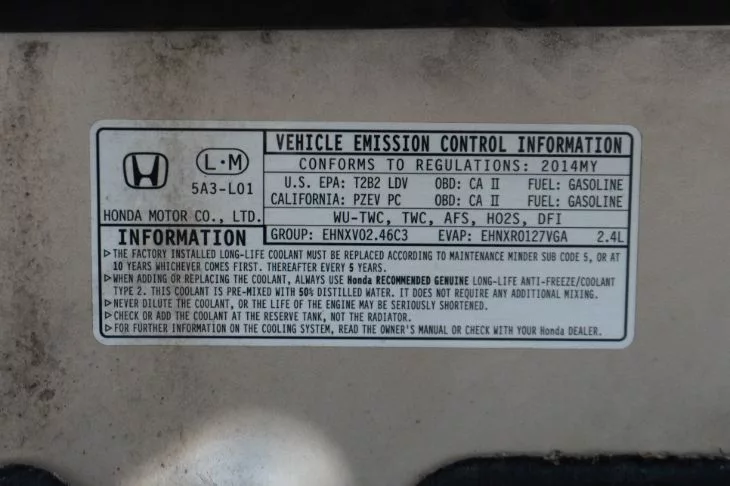 VEHICLE EMISSION CONTROL INFORMATION
CONFORMS TO REGULATIONS: 2014MY
L·M
5A3-L01
HONDA MOTOR CO., LTD.
U.S. EPA: T2B2 LDV OBD: CA II FUEL: GASOLINE
CALIFORNIA: PZEV PC OBD: CA II FUEL: GASOLINE
WU-TWC, TWC, AFS, HO2S, DFI
GROUP: EHNXV02.46C3 EVAP: EHNXR0127VGA 2.4L
INFORMATION
▷THE FACTORY INSTALLED LONG-LIFE COOLANT MUST BE REPLACED ACCORDING TO MAINTENANCE MINDER SUB CODE 5, OR AT
10 YEARS WHICHEVER COMES FIRST. THEREAFTER EVERY 5 YEARS.
▷WHEN ADDING OR REPLACING THE COOLANT, ALWAYS USE Honda RECOMMENDED GENUINE LONG-LIFE ANTI-FREEZE/COOLANT
TYPE 2. THIS COOLANT IS PRE-MIXED WITH 50% DISTILLED WATER. IT DOES NOT REQUIRE ANY ADDITIONAL MIXING.
▷NEVER DILUTE THE COOLANT, OR THE LIFE OF THE ENGINE MAY BE SERIOUSLY SHORTENED.
▷CHECK OR ADD THE COOLANT AT THE RESERVE TANK, NOT THE RADIATOR.
▷FOR FURTHER INFORMATION ON THE COOLING SYSTEM, READ THE OWNER'S MANUAL OR CHECK WITH YOUR Honda DEALER.